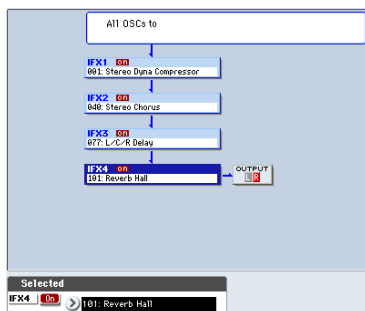 All OSCs to
IFX1 On
001: Stereo Dyna Compressor
IFX2 On
040: Stereo Chorus
IFX3 On
077: L/C/R Delay
IFX4 On
101: Reverb Hall
OUTPUT
L R
Selected
IFX4 On
101: Reverb Hall